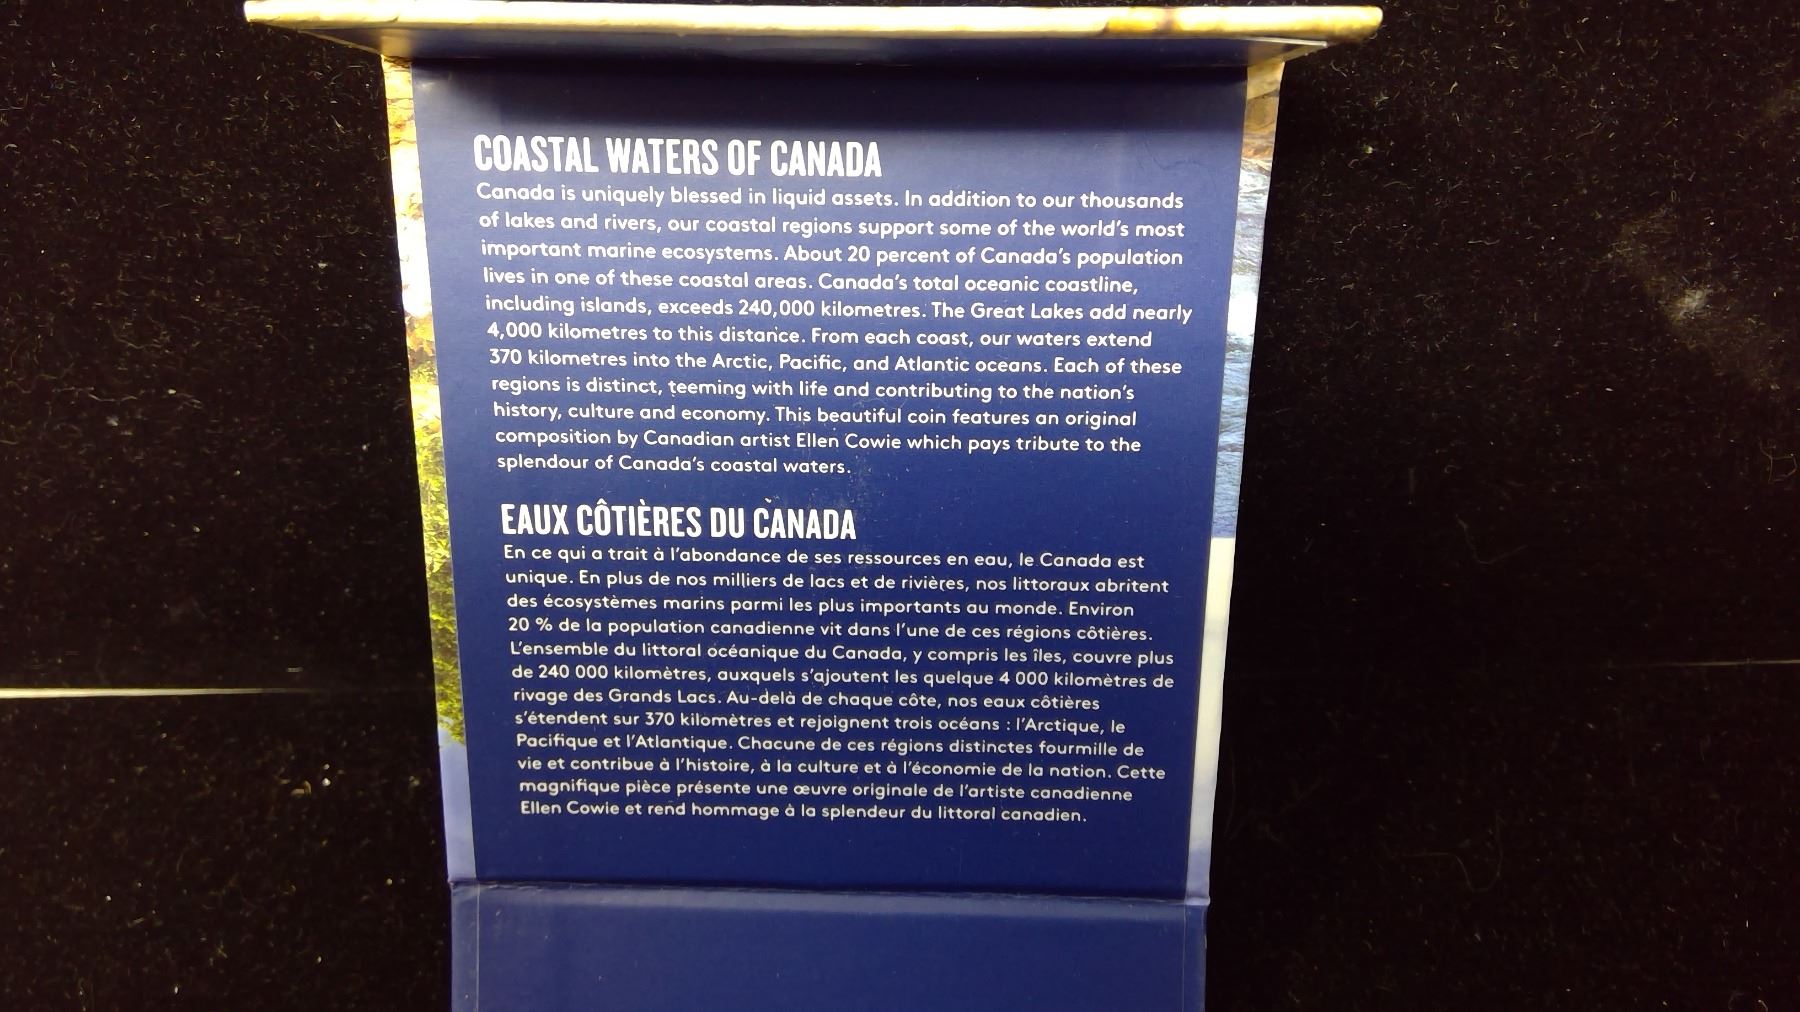 COASTAL WATERS OF CANADA
Canada is uniquely blessed in liquid assets. In addition to our thousands
of lakes and rivers, our coastal regions support some of the world's most
important marine ecosystems. About 20 percent of Canada's population
lives in one of these coastal areas. Canada's total oceanic coastline,
including islands, exceeds 240,000 kilometres. The Great Lakes add nearly
4,000 kilometres to this distance. From each coast, our waters extend
370 kilometres into the Arctic, Pacific, and Atlantic oceans. Each of these
regions is distinct, teeming with life and contributing to the nation's
history, culture and economy. This beautiful coin features an original
composition by Canadian artist Ellen Cowie which pays tribute to the
splendour of Canada's coastal waters.
EAUX CÔTIÈRES DU CANADA
En ce qui a trait à l'abondance de ses ressources en eau, le Canada est
unique. En plus de nos milliers de lacs et de rivières, nos littoraux abritent
des écosystèmes marins parmi les plus importants au monde. Environ
20 % de la population canadienne vit dans l'une de ces régions côtières.
L'ensemble du littoral océanique du Canada, y compris les îles, couvre plus
de 240 000 kilomètres, auxquels s'ajoutent les quelque 4 000 kilomètres de
rivage des Grands Lacs. Au-delà de chaque côte, nos eaux côtières
s'étendent sur 370 kilomètres et rejoignent trois océans : l'Arctique, le
Pacifique et l'Atlantique. Chacune de ces régions distinctes fourmille de
vie et contribue à l'histoire, à la culture et à l'économie de la nation. Cette
magnifique pièce présente une œuvre originale de l'artiste canadienne
Ellen Cowie et rend hommage à la splendeur du littoral canadien.